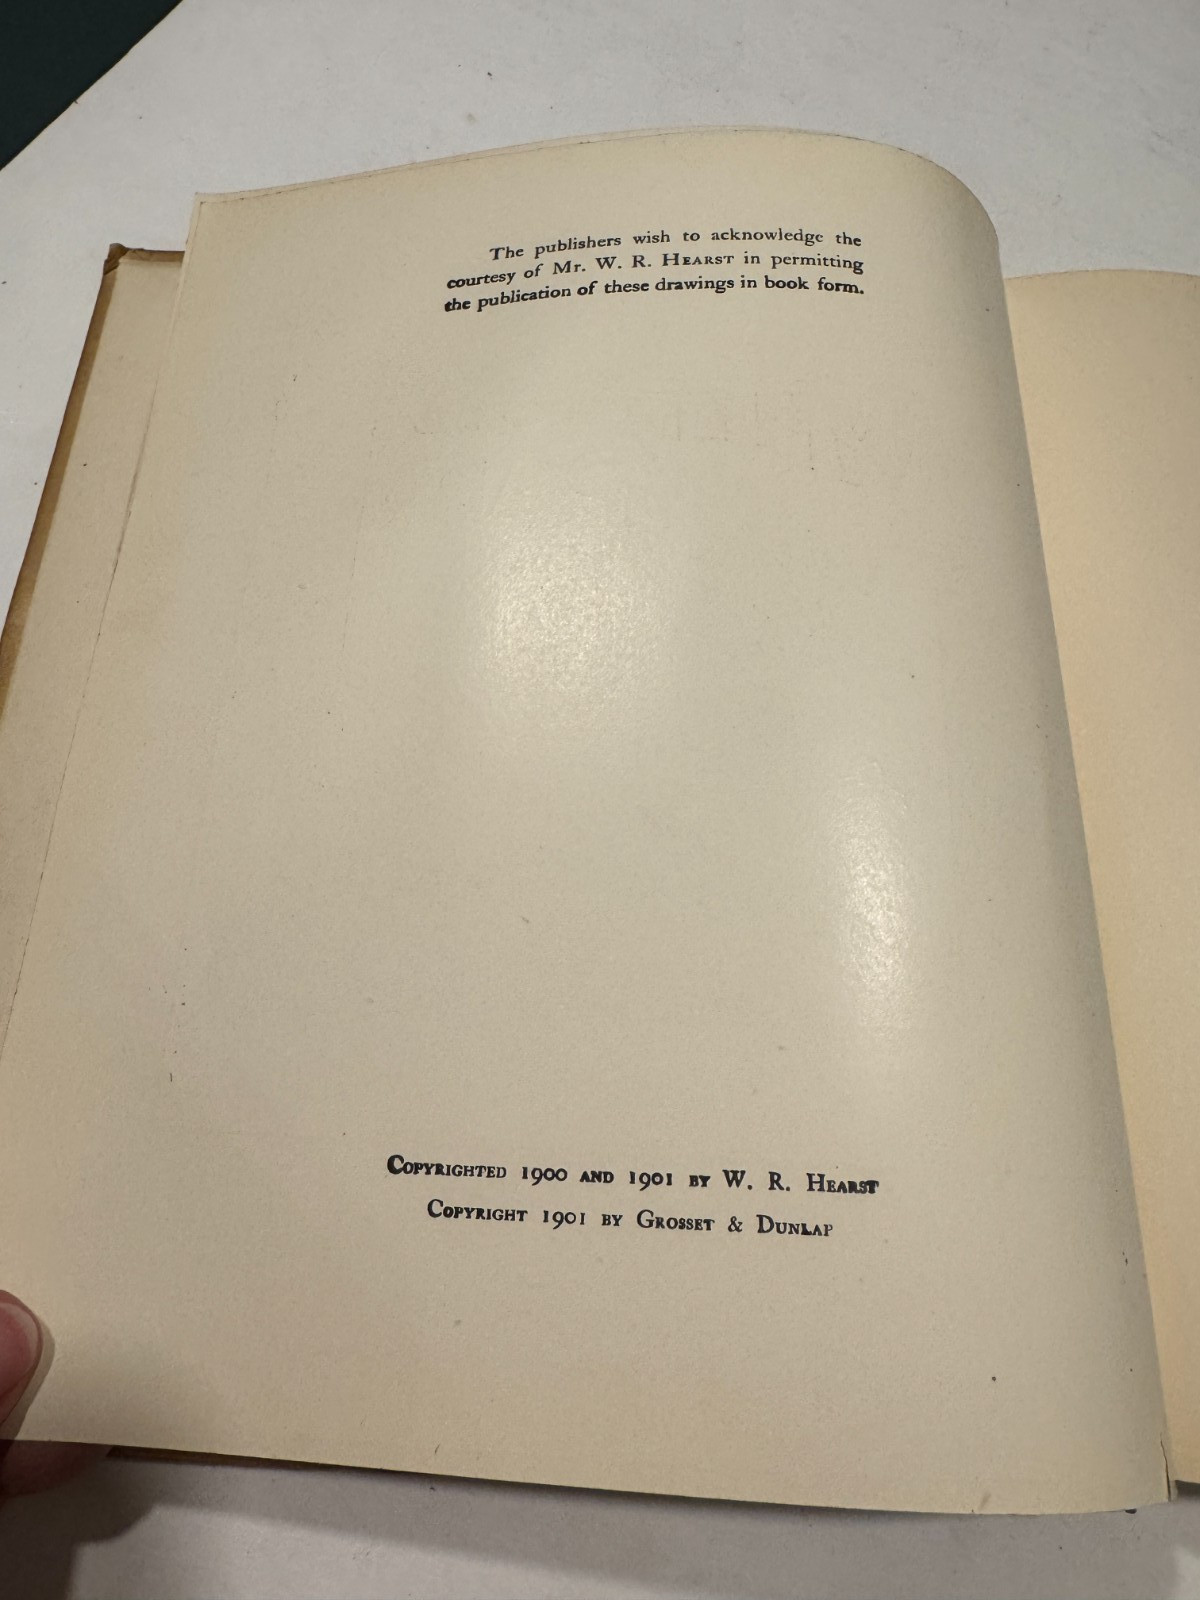 The publishers wish to acknowledge the
courtesy of Mr. W. R. Hearst in permitting
the publication of these drawings in book form.
Copyrighted 1900 and 1901 by W. R. Hearst
Copyright 1901 by Grosset & Dunlap